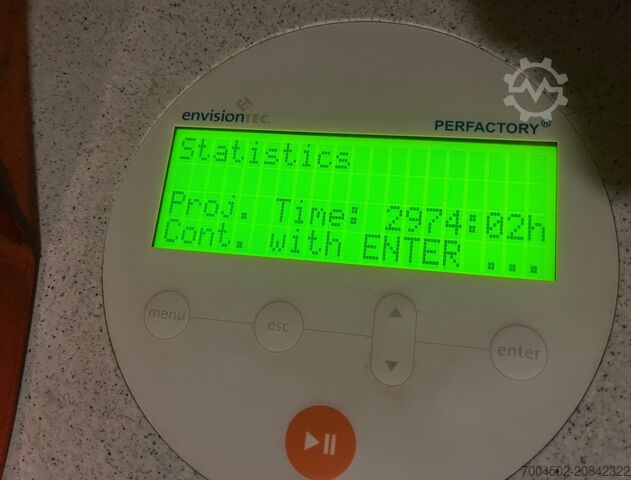 envisionTEC.
PERFACTORY®
Statistics
Proj. Time: 2974:02h
Cont. with ENTER ...
menu
esc
enter
7004502-20842322